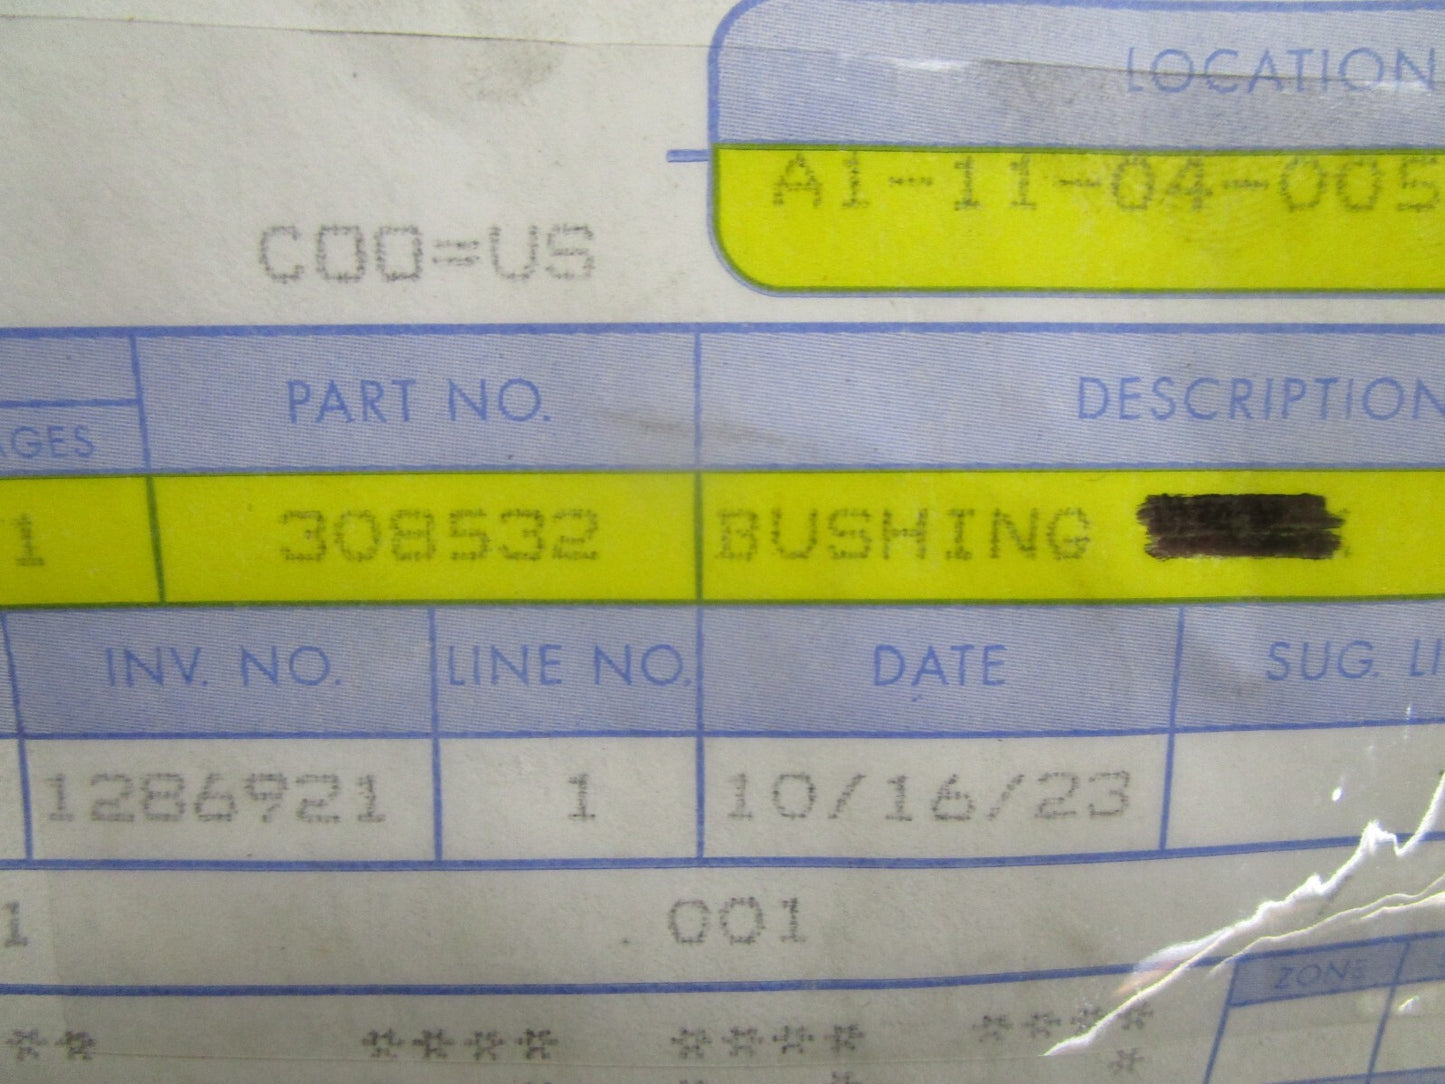 LOCATION
A1-11-04-005
COO=US
PART NO. DESCRIPTION
AGES
1 308532 BUSHING
INV. NO. LINE NO. DATE SUG. LI
1286921 1 10/16/23
1 .001
ZONE
** **** **** ****
*